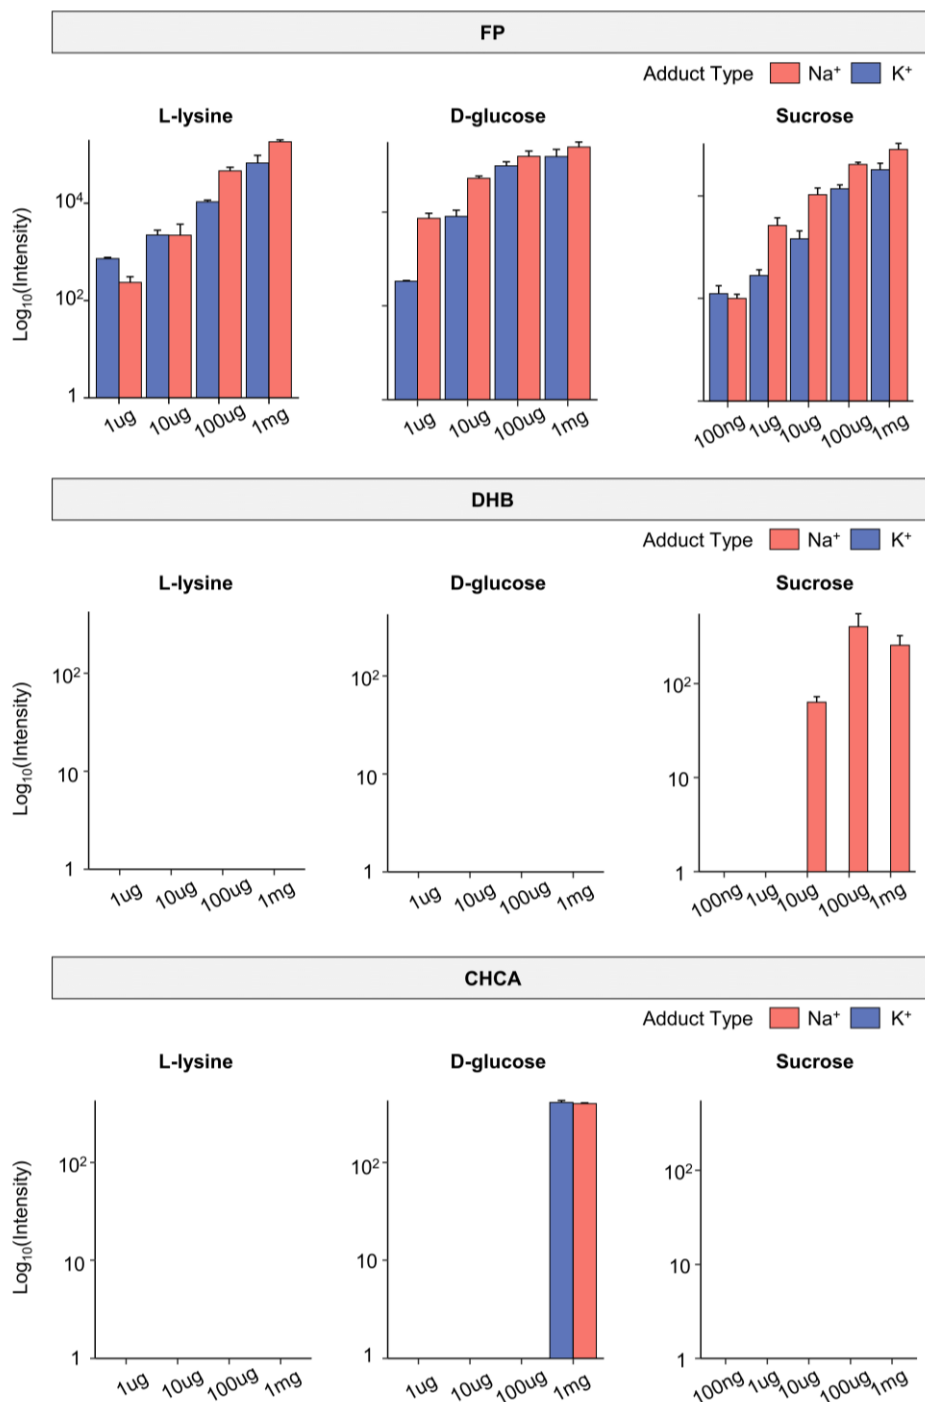 FP
Adduct Type Na⁺ K⁺
L-lysine D-glucose Sucrose
Log₁₀(Intensity)
10⁴
10²
1
1ug 10ug 100ug 1mg
1ug 10ug 100ug 1mg
100ng 1ug 10ug 100ug 1mg
DHB
Adduct Type Na⁺ K⁺
L-lysine D-glucose Sucrose
Log₁₀(Intensity)
10² 10² 10²
10 10 10
1 1 1
1ug 10ug 100ug 1mg
1ug 10ug 100ug 1mg
100ng 1ug 10ug 100ug 1mg
CHCA
Adduct Type Na⁺ K⁺
L-lysine D-glucose Sucrose
Log₁₀(Intensity)
10² 10² 10²
10 10 10
1 1 1
1ug 10ug 100ug 1mg
1ug 10ug 100ug 1mg
100ng 1ug 10ug 100ug 1mg